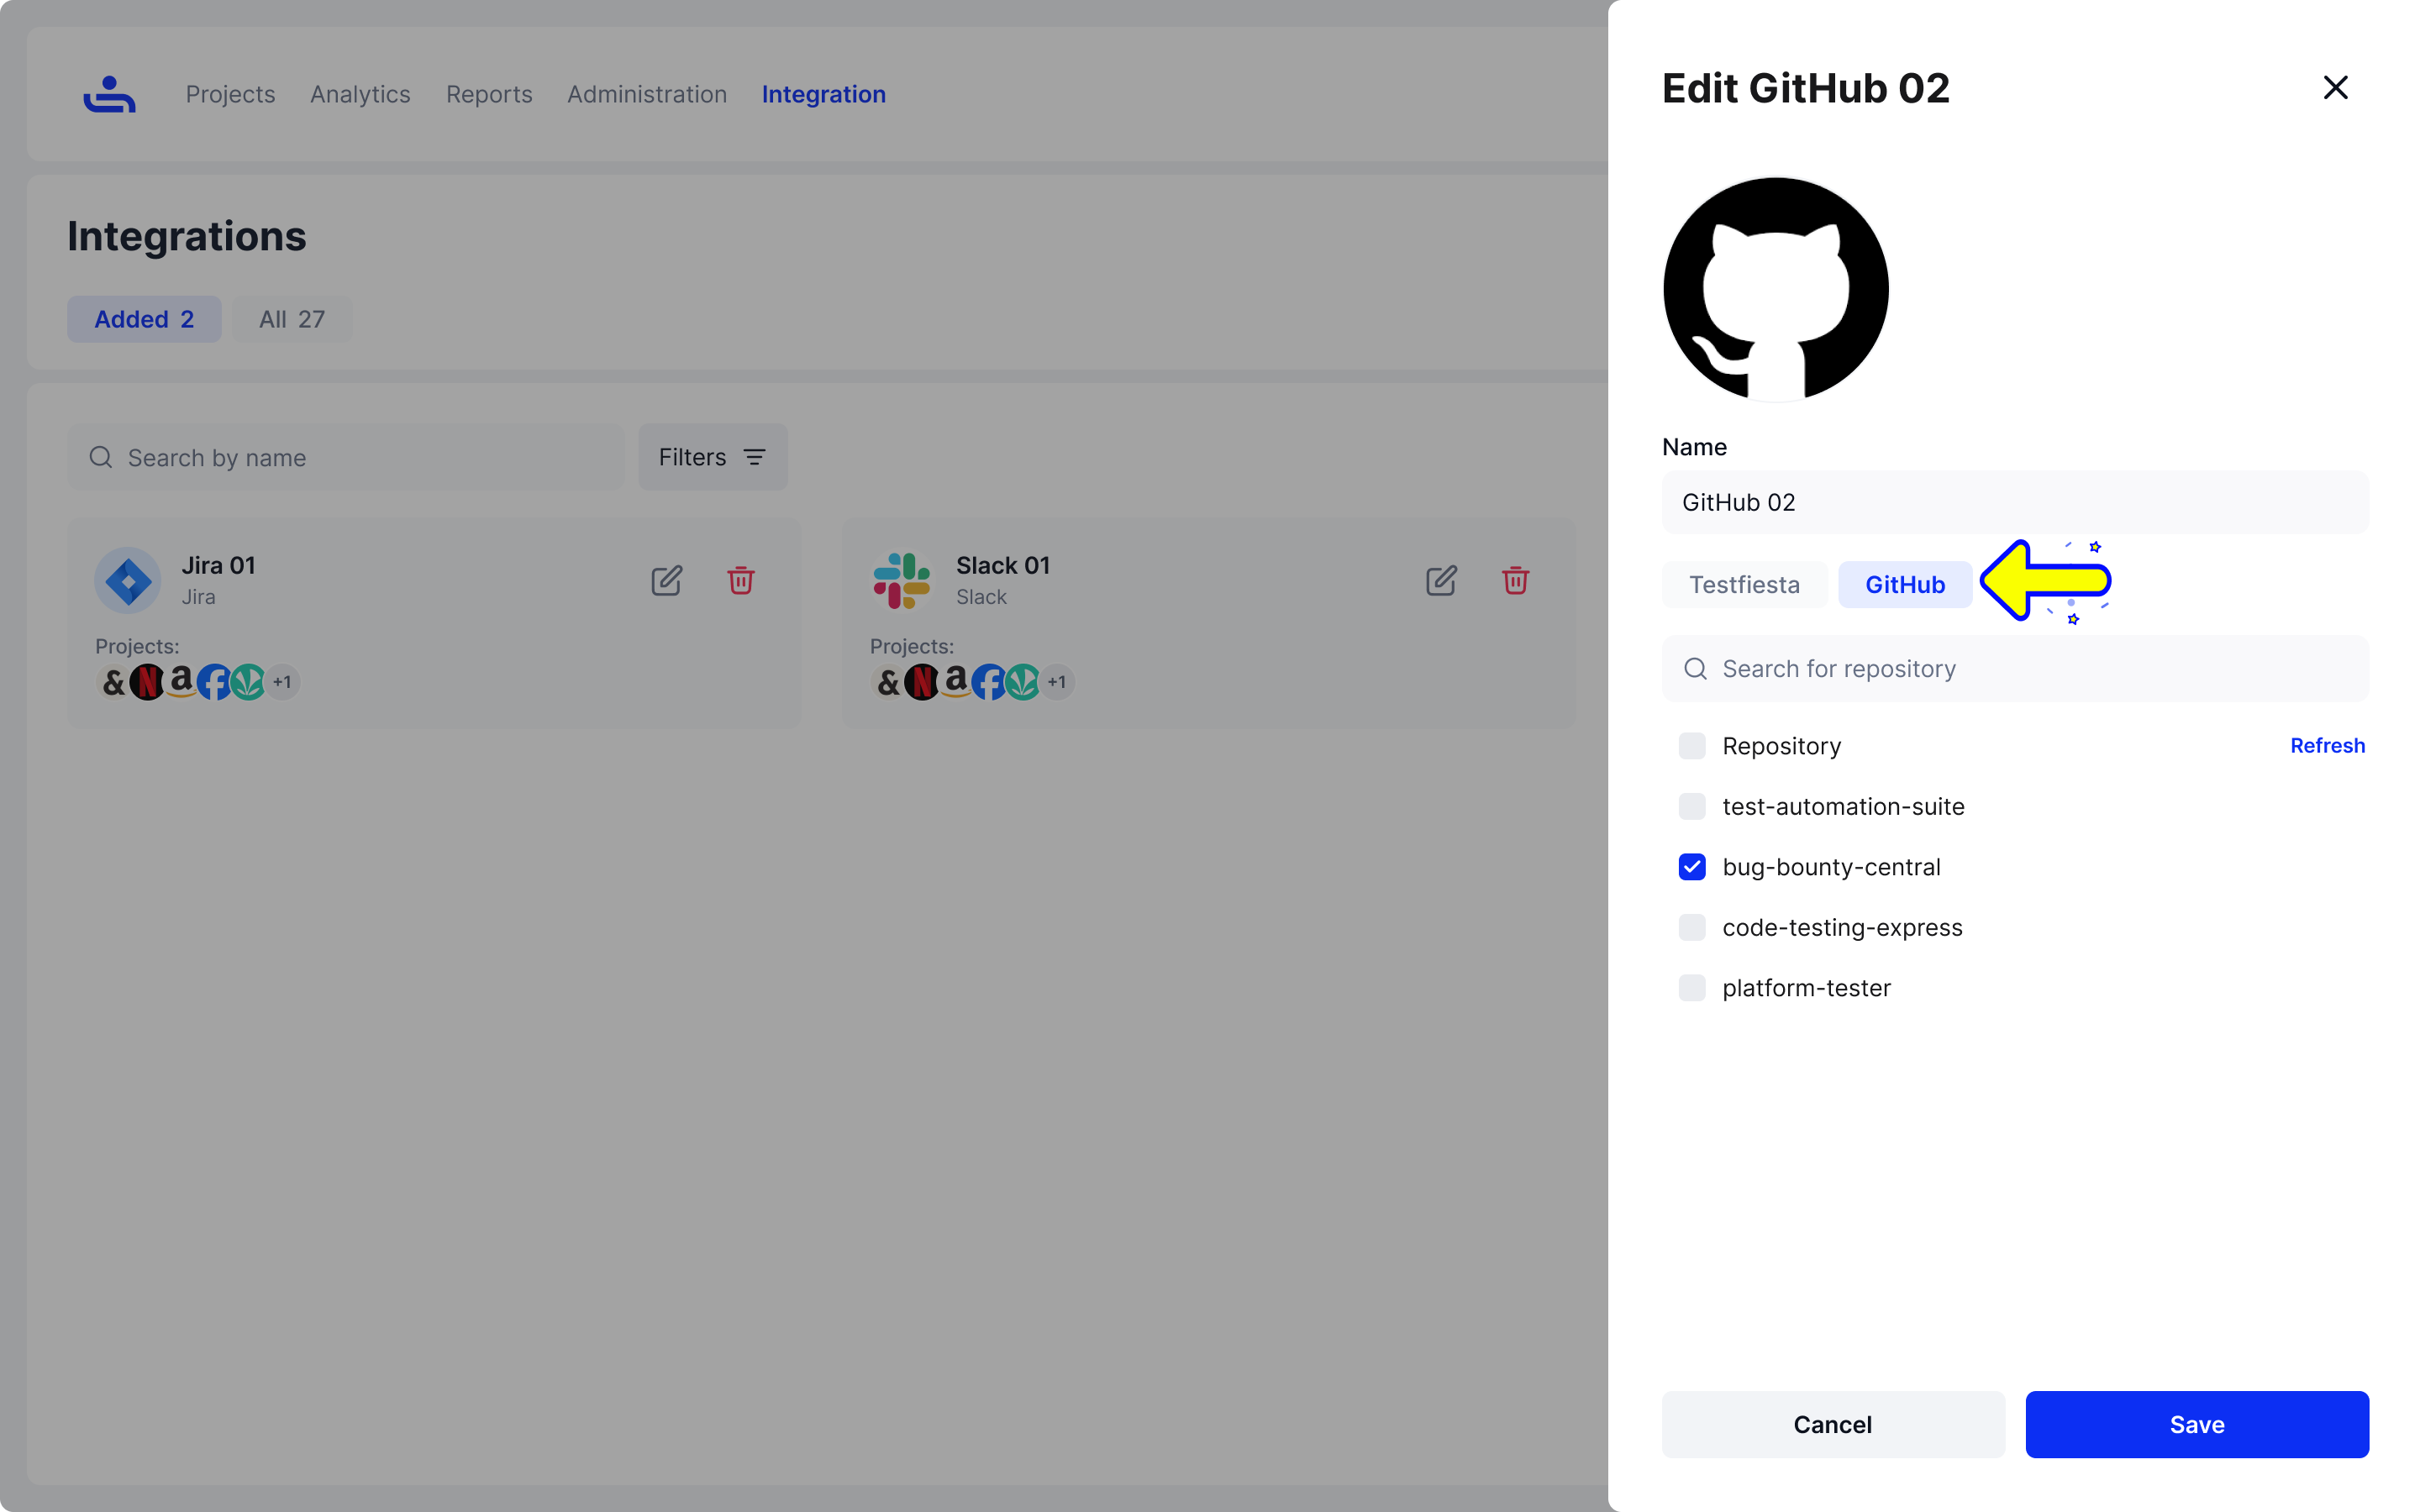 Projects Analytics Reports Administration Integration
Integrations
Added 2 All 27
Search by name Filters
Jira 01
Jira
Projects:
& N a f +1
Slack 01
Slack
Projects:
& N a f +1
Edit GitHub 02
Name
GitHub 02
Testfiesta GitHub
Search for repository
Repository Refresh
test-automation-suite
bug-bounty-central
code-testing-express
platform-tester
Cancel Save